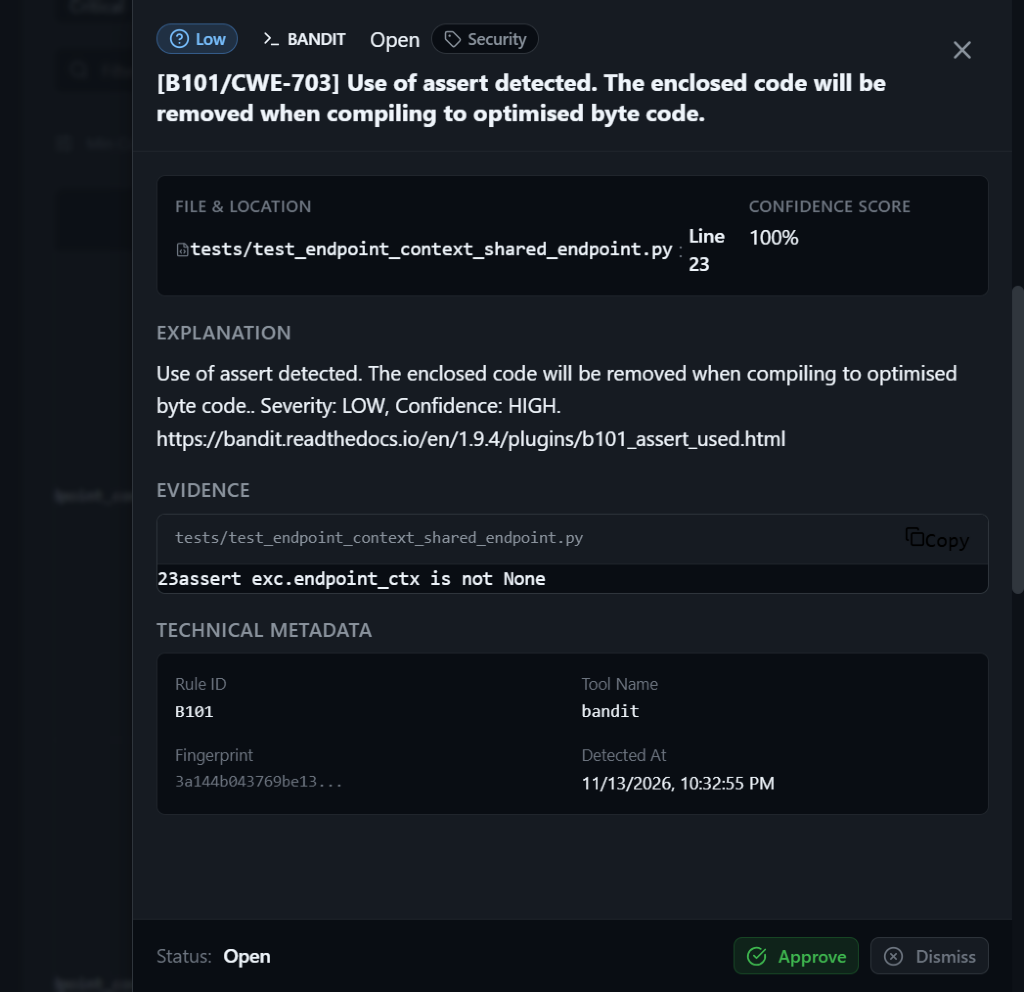 Low
BANDIT
Open
Security
[B101/CWE-703] Use of assert detected. The enclosed code will be
removed when compiling to optimised byte code.
FILE & LOCATION
CONFIDENCE SCORE
tests/test_endpoint_context_shared_endpoint.py : Line
23
100%
EXPLANATION
Use of assert detected. The enclosed code will be removed when compiling to optimised
byte code.. Severity: LOW, Confidence: HIGH.
https://bandit.readthedocs.io/en/1.9.4/plugins/b101_assert_used.html
EVIDENCE
tests/test_endpoint_context_shared_endpoint.py
Copy
23assert exc.endpoint_ctx is not None
TECHNICAL METADATA
Rule ID
Tool Name
B101
bandit
Fingerprint
Detected At
3a144b043769be13...
11/13/2026, 10:32:55 PM
Status: Open
Approve
Dismiss